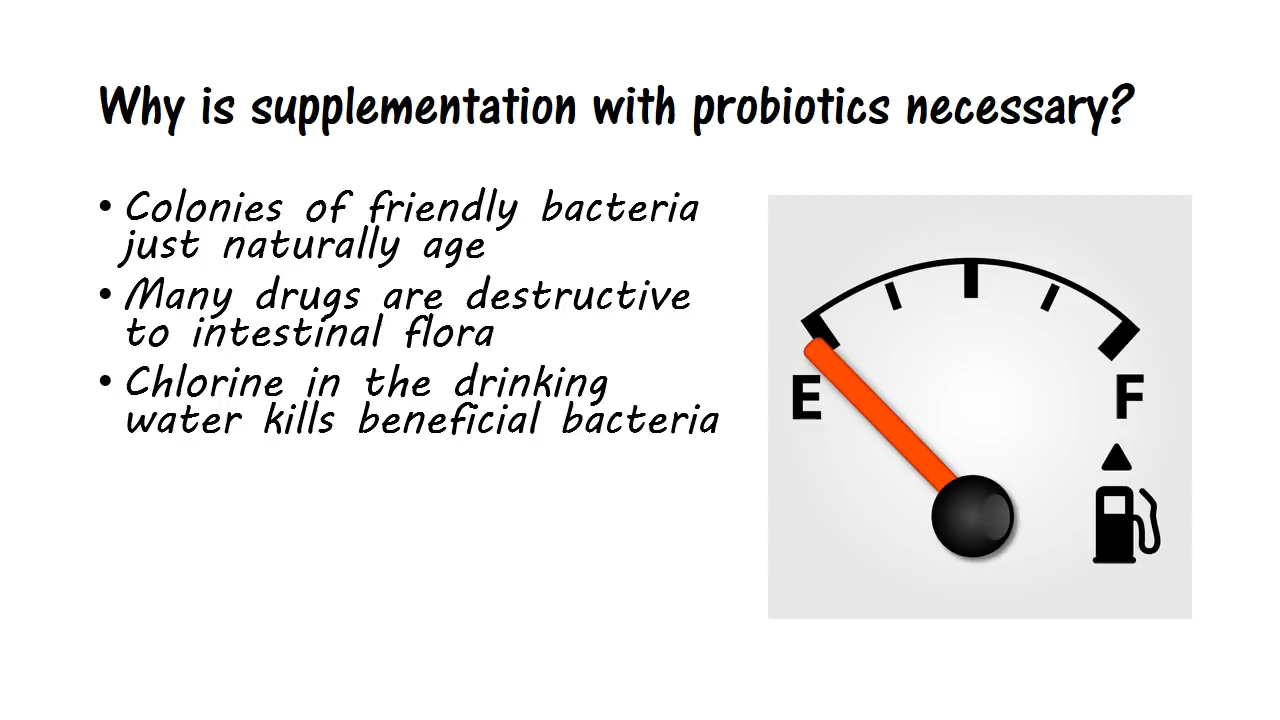 Why is supplementation with probiotics necessary?
• Colonies of friendly bacteria
just naturally age
• Many drugs are destructive
to intestinal flora
• Chlorine in the drinking
water kills beneficial bacteria
E
F